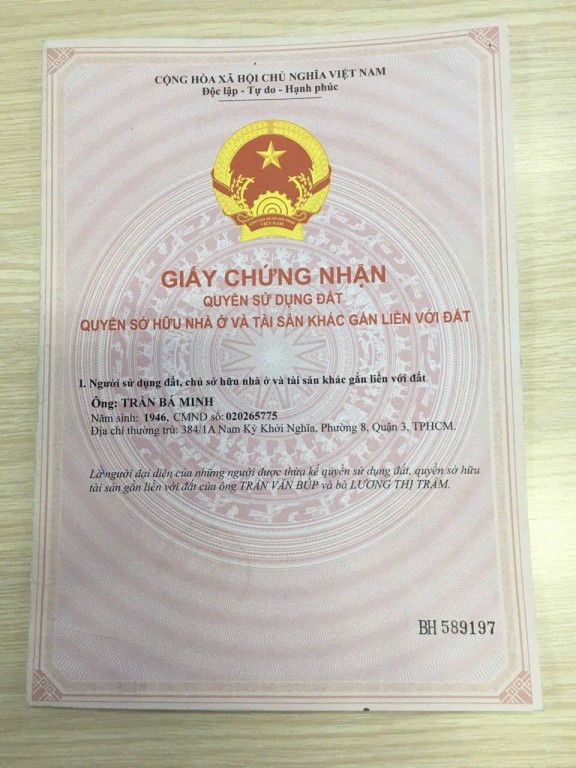 CỘNG HÒA XÃ HỘI CHỦ NGHĨA VIỆT NAM
Độc lập - Tự do - Hạnh phúc
VIỆT NAM
GIẤY CHỨNG NHẬN
QUYỀN SỬ DỤNG ĐẤT
QUYỀN SỞ HỮU NHÀ Ở VÀ TÀI SẢN KHÁC GẮN LIỀN VỚI ĐẤT
I. Người sử dụng đất, chủ sở hữu nhà ở và tài sản khác gắn liền với đất
Ông: TRẦN BÁ MINH
Năm sinh: 1946, CMND số: 020265775
Địa chỉ thường trú: 384/1A Nam Kỳ Khởi Nghĩa, Phường 8, Quận 3, TPHCM.
Là người đại diện của những người được thừa kế quyền sử dụng đất, quyền sở hữu
tài sản gắn liền với đất của ông TRẦN VĂN BÚP và bà LƯƠNG THỊ TRÂM.
BH 589197